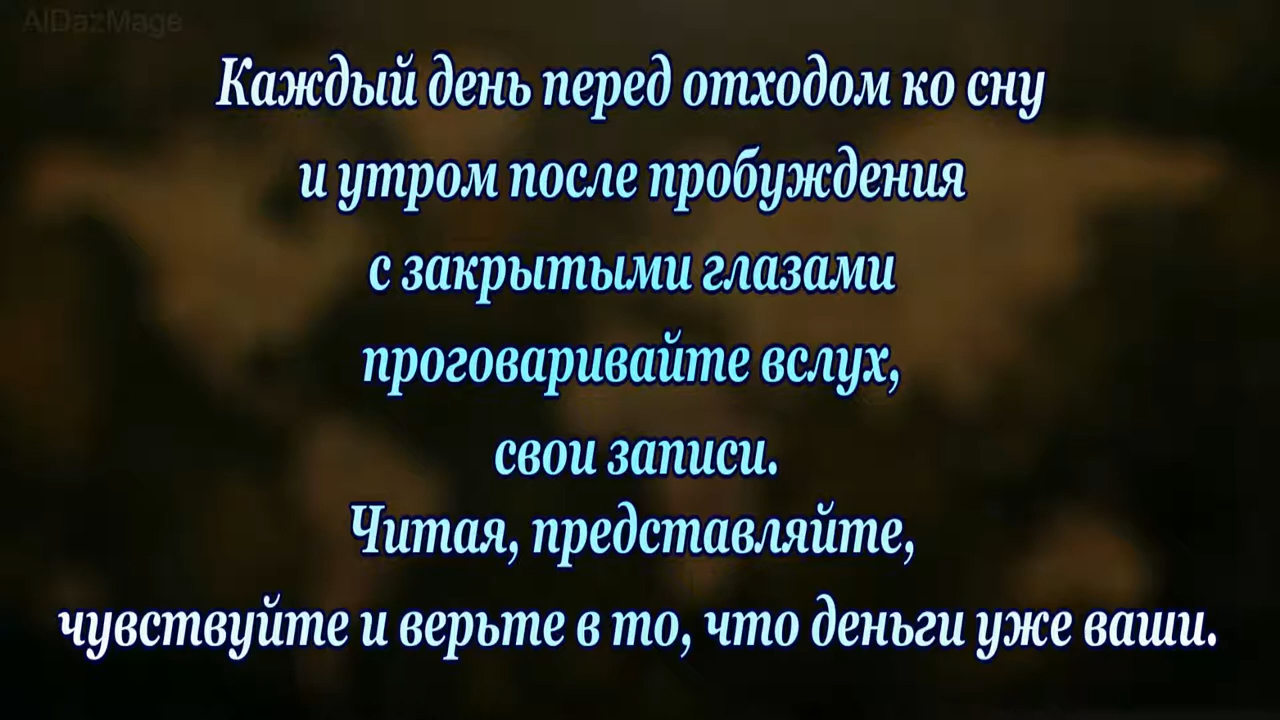 AlDazMage
Каждый день перед отходом ко сну
и утром после пробуждения
с закрытыми глазами
проговаривайте вслух,
свои записи.
Читая, представляйте,
чувствуйте и верьте в то, что деньги уже ваши.